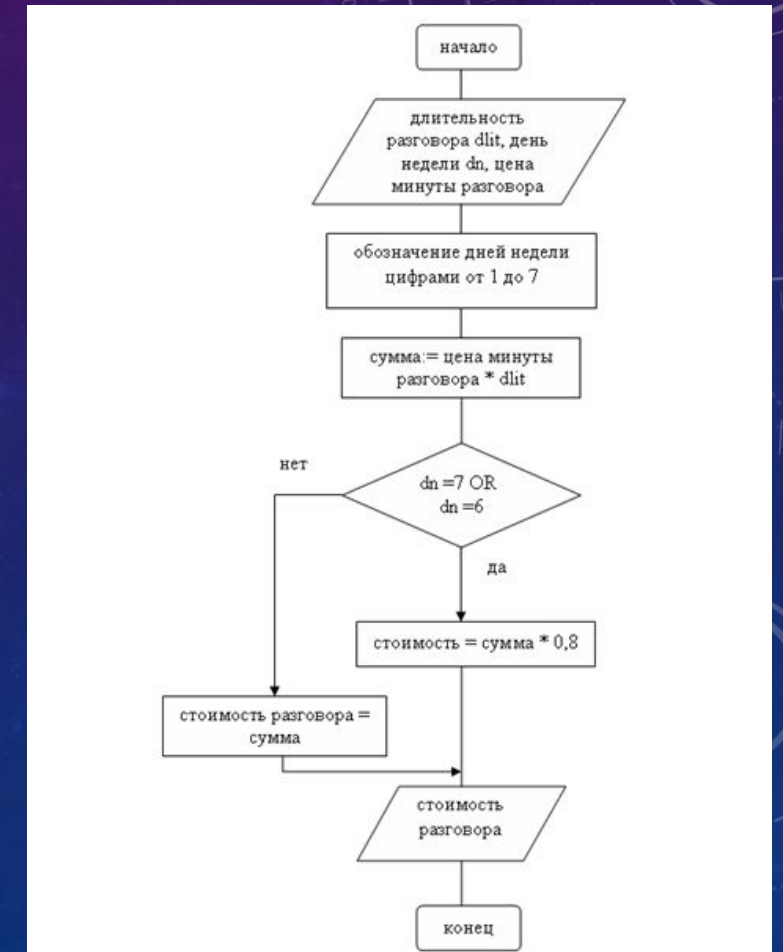 начало
длительность
разговора dlit, день
недели dn, цена
минуты разговора
обозначение дней недели
цифрами от 1 до 7
сумма:= цена минуты
разговора * dlit
нет
dn =7 OR
dn =6
да
стоимость = сумма * 0,8
стоимость разговора =
сумма
стоимость
разговора
конец